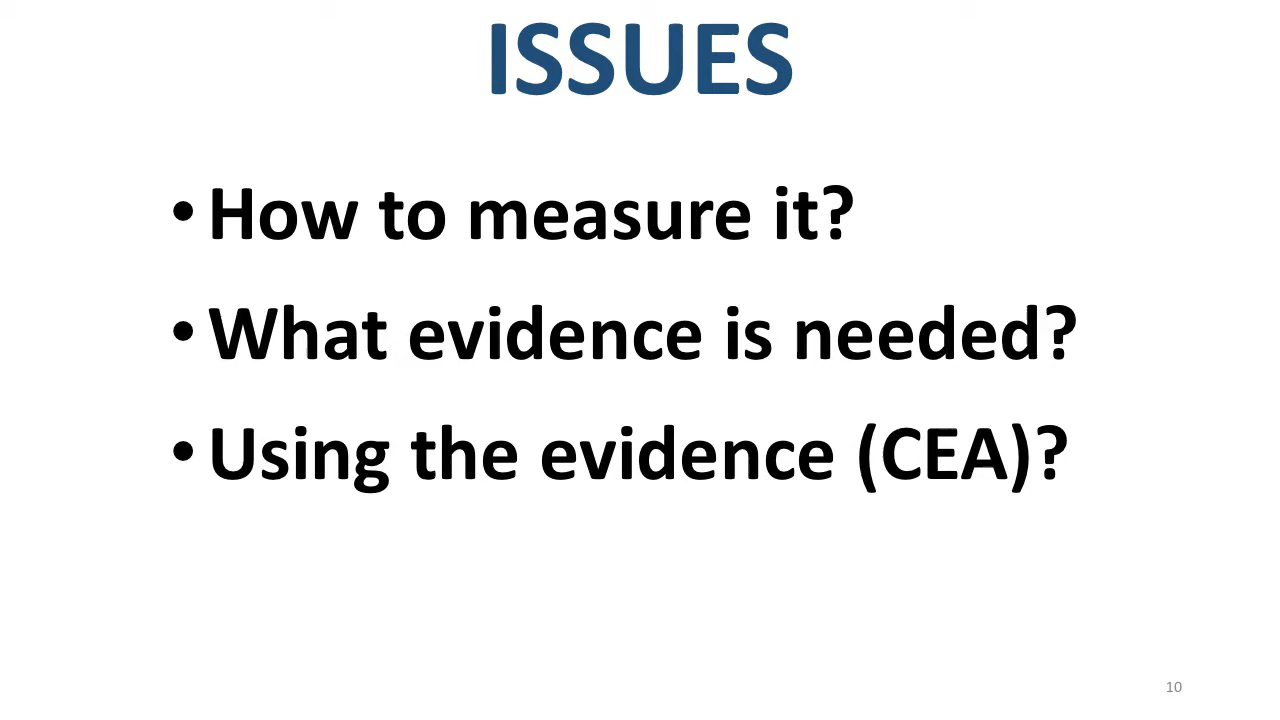 ISSUES
• How to measure it?
• What evidence is needed?
• Using the evidence (CEA)?
10